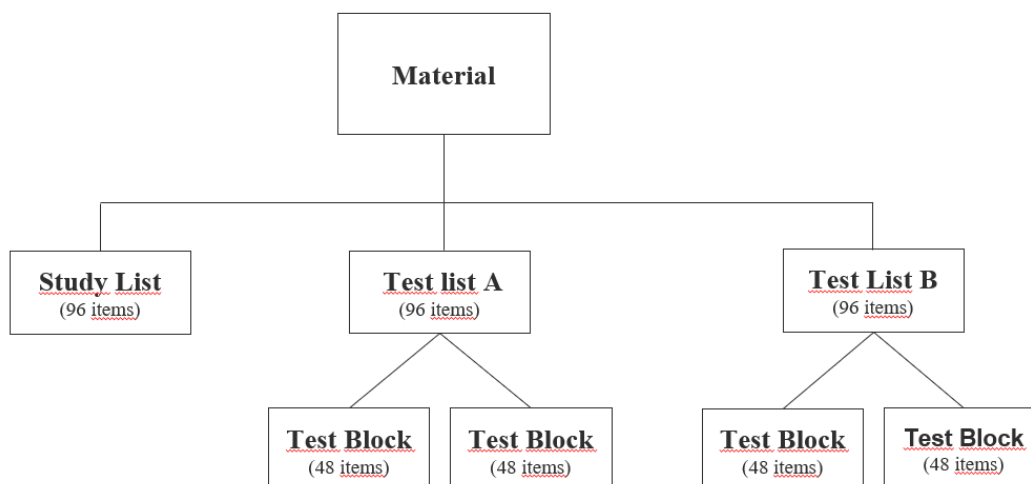 Material
Study List
(96 items)
Test list A
(96 items)
Test List B
(96 items)
Test Block
(48 items)
Test Block
(48 items)
Test Block
(48 items)
Test Block
(48 items)